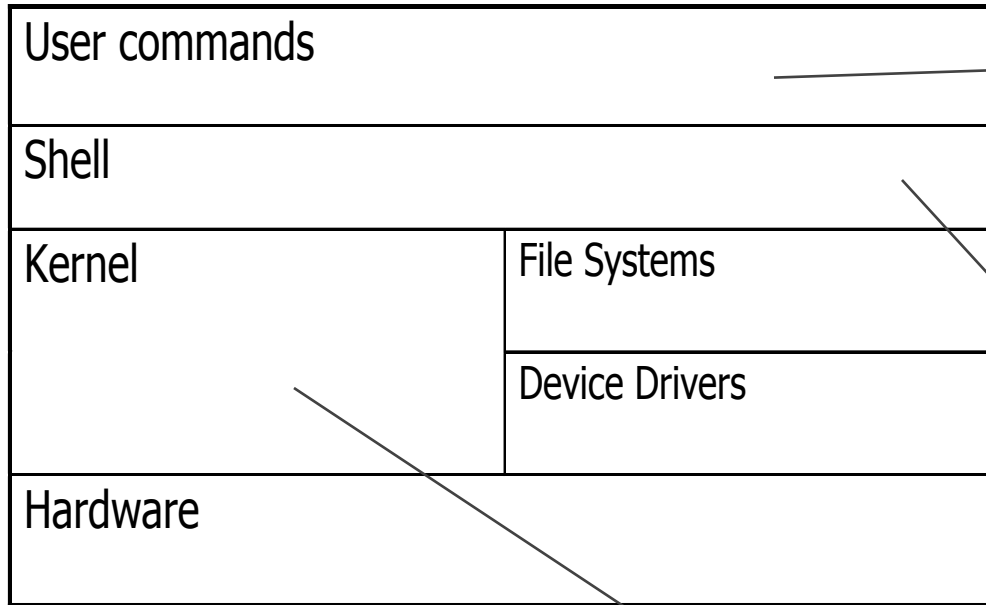 User commands
Shell
Kernel
File Systems
Device Drivers
Hardware